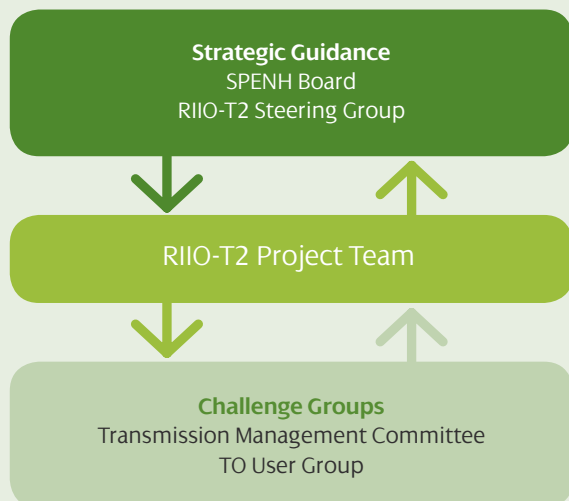 Strategic Guidance
SPENH Board
RIIO-T2 Steering Group
RIIO-T2 Project Team
Challenge Groups
Transmission Management Committee
TO User Group